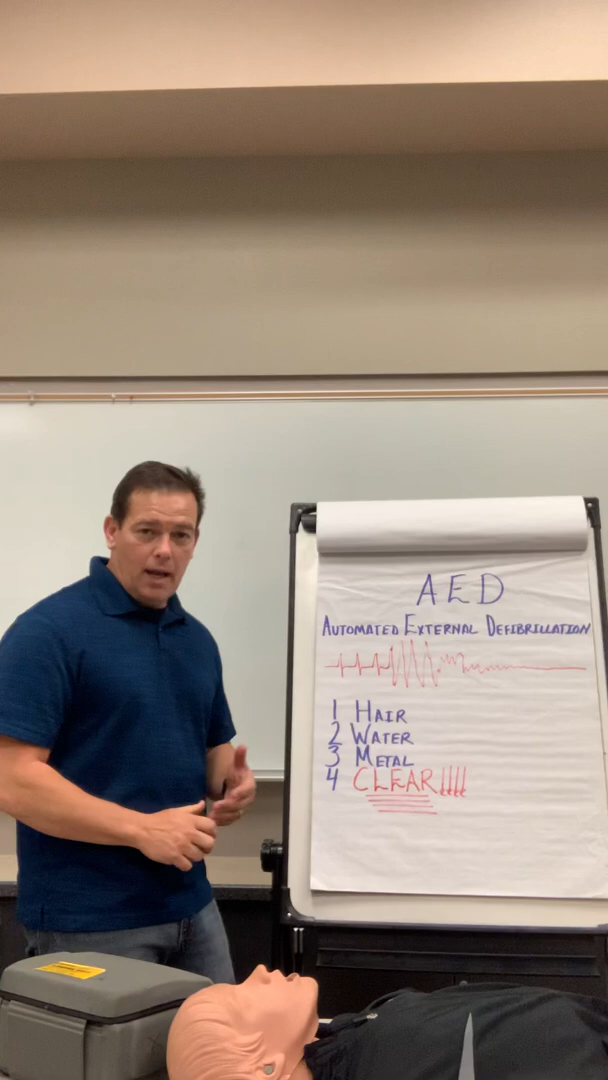 AED
AUTOMATED EXTERNAL DEFIBRILLATION
1 HAIR
2 WATER
3 METAL
4 CLEAR!!!!